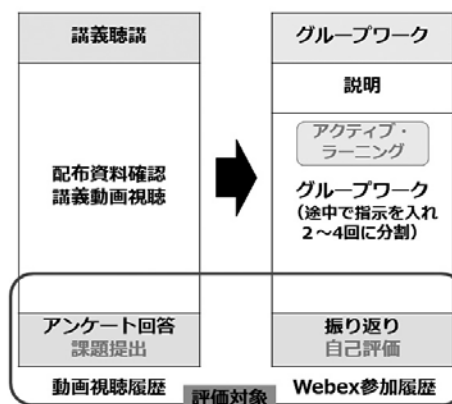 講義聴講
配布資料確認
講義動画視聴
アンケート回答
課題提出
動画視聴履歴
グループワーク
説明
アクティブ・
ラーニング
グループワーク
（途中で指示を入れ
２～4回に分割）
振り返り
自己評価
Webex参加履歴
評価対象